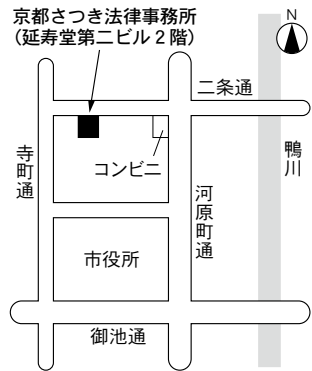 京都さつき法律事務所
(延寿堂第二ビル2階)
N
二条通
寺町通
コンビニ
河原町通
鴨川
市役所
御池通